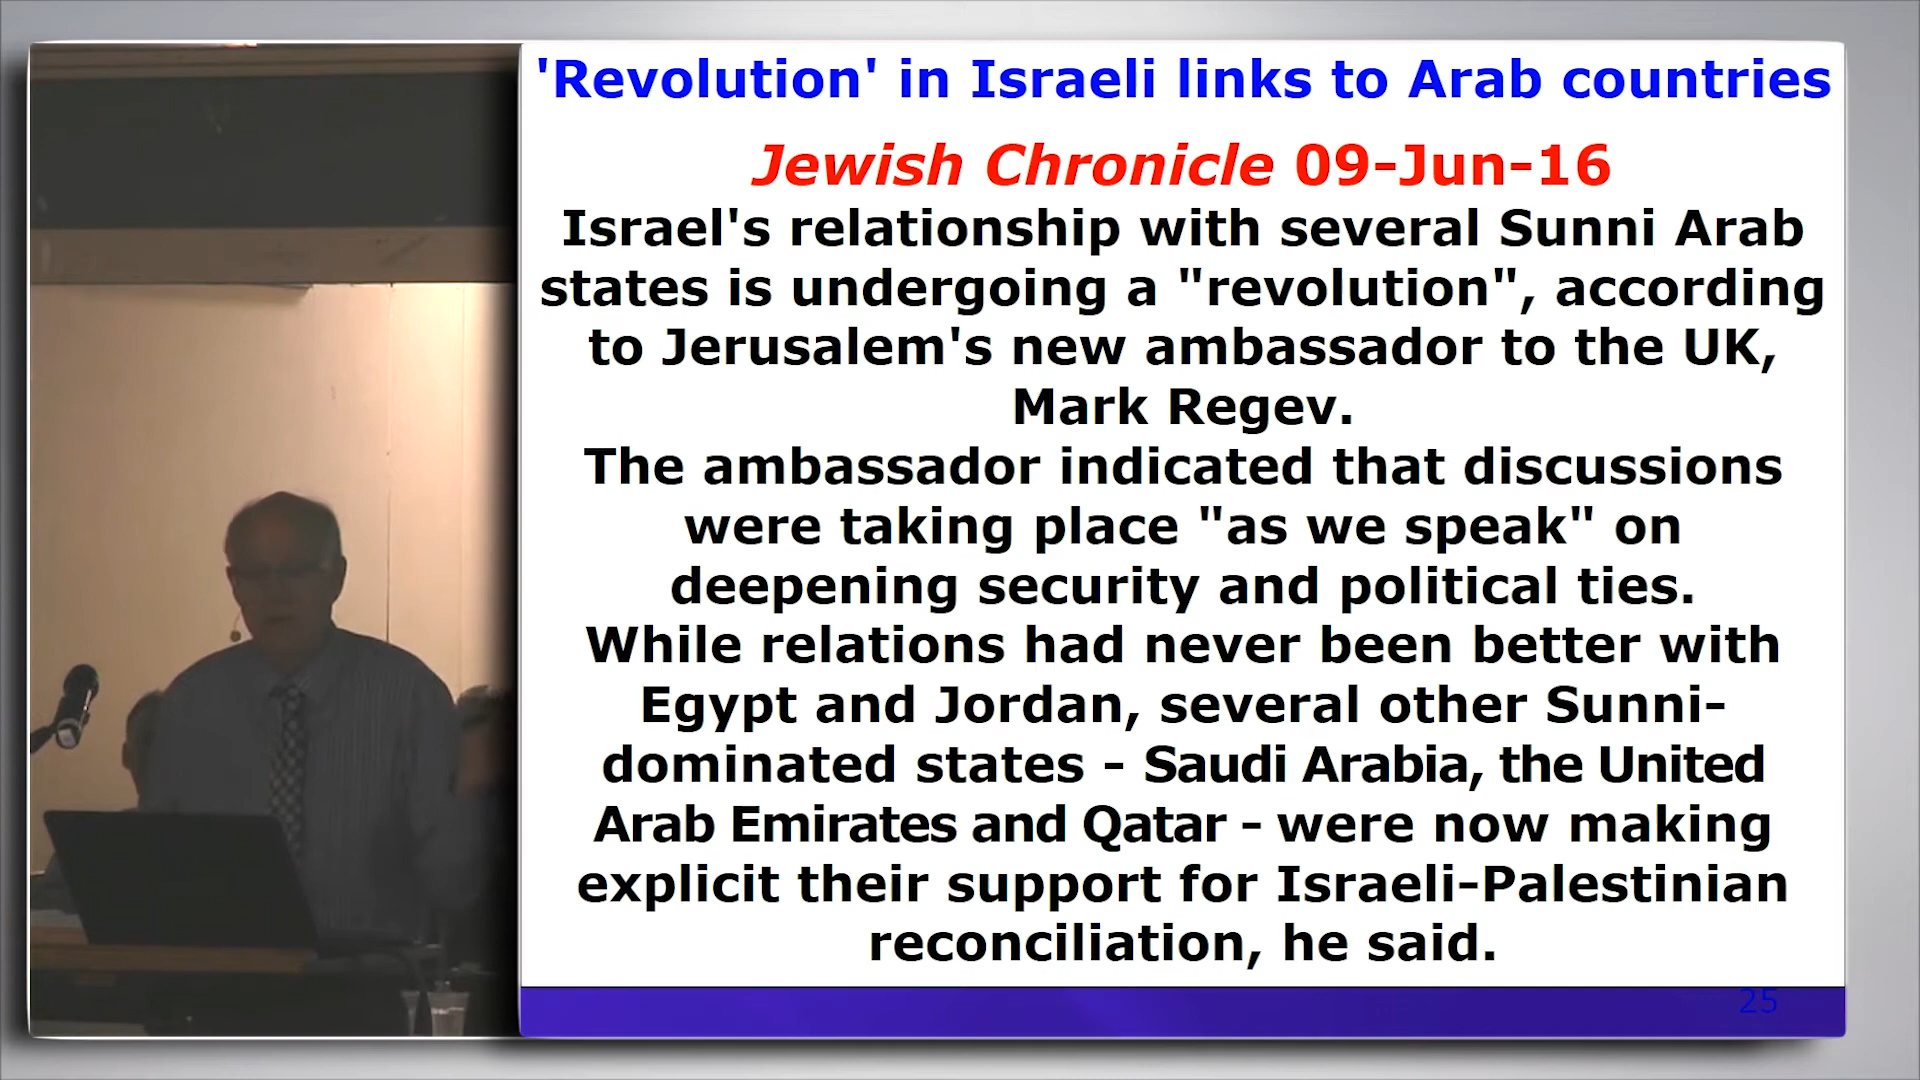 'Revolution' in Israeli links to Arab countries
Jewish Chronicle 09-Jun-16
Israel's relationship with several Sunni Arab
states is undergoing a "revolution", according
to Jerusalem's new ambassador to the UK,
Mark Regev.
The ambassador indicated that discussions
were taking place "as we speak" on
deepening security and political ties.
While relations had never been better with
Egypt and Jordan, several other Sunni-
dominated states - Saudi Arabia, the United
Arab Emirates and Qatar - were now making
explicit their support for Israeli-Palestinian
reconciliation, he said.
25